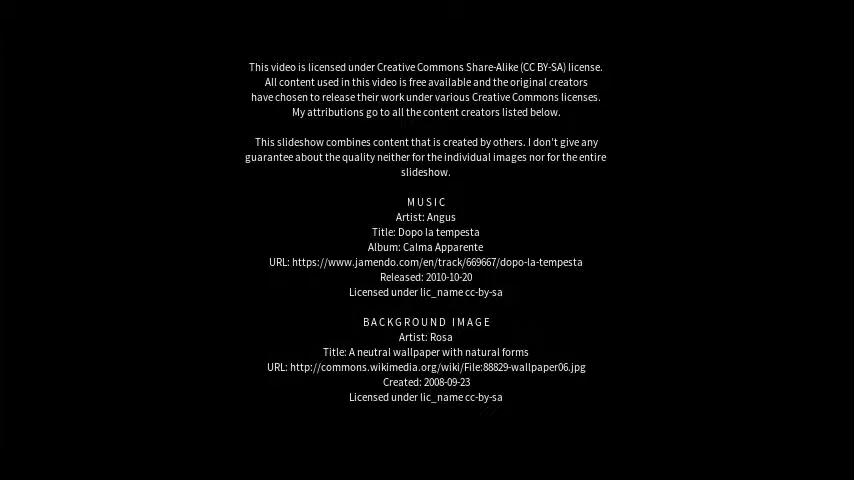 This video is licensed under Creative Commons Share-Alike (CC BY-SA) license.
All content used in this video is free available and the original creators
have chosen to release their work under various Creative Commons licenses.
My attributions go to all the content creators listed below.
This slideshow combines content that is created by others. I don't give any
guarantee about the quality neither for the individual images nor for the entire
slideshow.
MUSIC
Artist: Angus
Title: Dopo la tempesta
Album: Calma Apparente
URL: https://www.jamendo.com/en/track/669667/dopo-la-tempesta
Released: 2010-10-20
Licensed under lic_name cc-by-sa
BACKGROUND IMAGE
Artist: Rosa
Title: A neutral wallpaper with natural forms
URL: http://commons.wikimedia.org/wiki/File:88829-wallpaper06.jpg
Created: 2008-09-23
Licensed under lic_name cc-by-sa